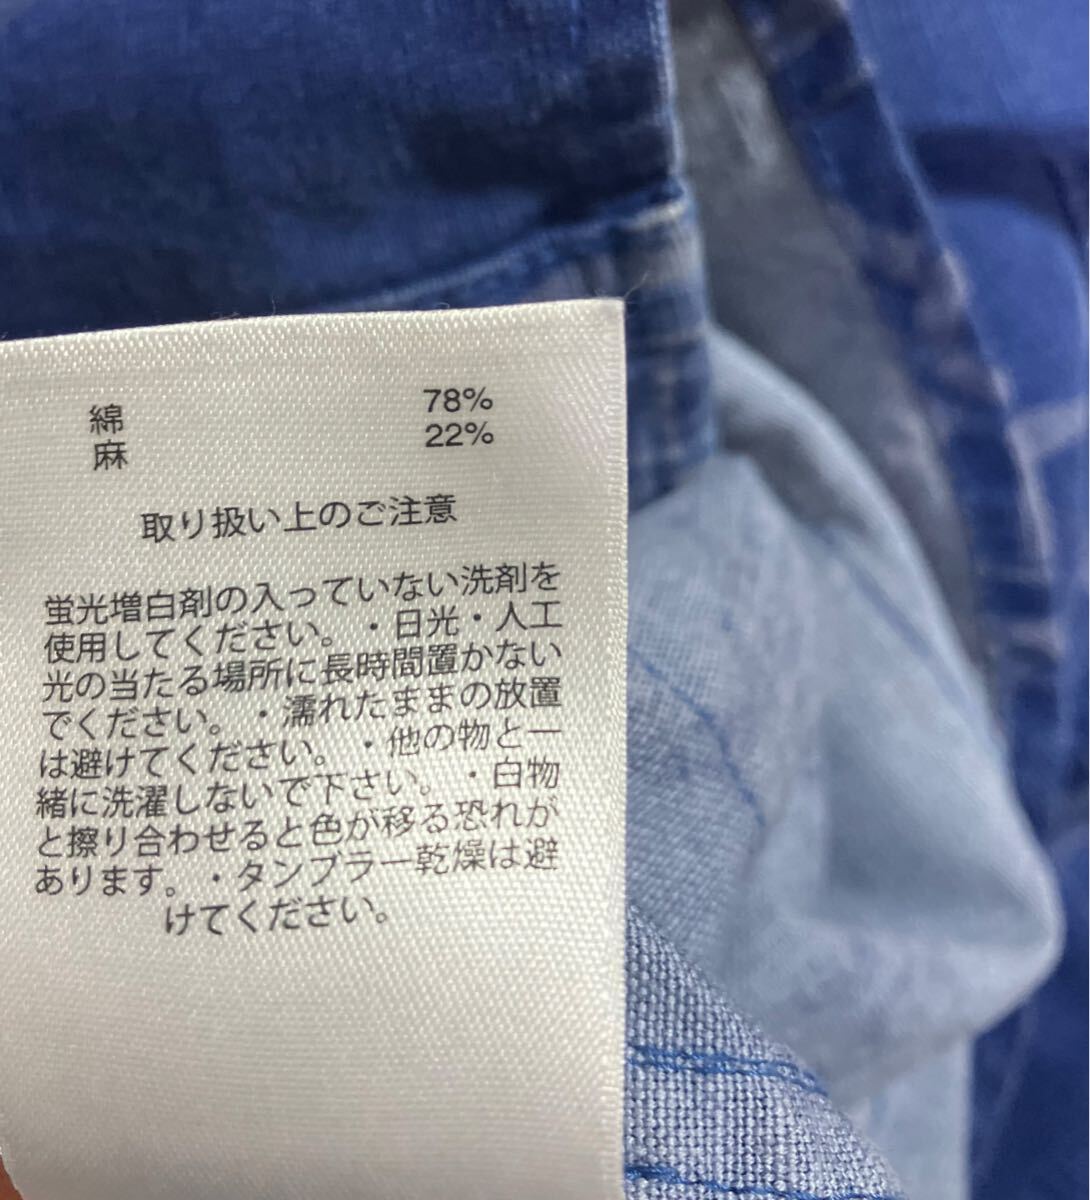 綿 78%
麻 22%
取り扱い上のご注意
蛍光増白剤の入っていない洗剤を
使用してください。・日光・人工
光の当たる場所に長時間置かない
でください。・濡れたままの放置
は避けてください。・他の物と一
緒に洗濯しないで下さい。・白物
と擦り合わせると色が移る恐れが
あります。・タンブラー乾燥は避
けてください。